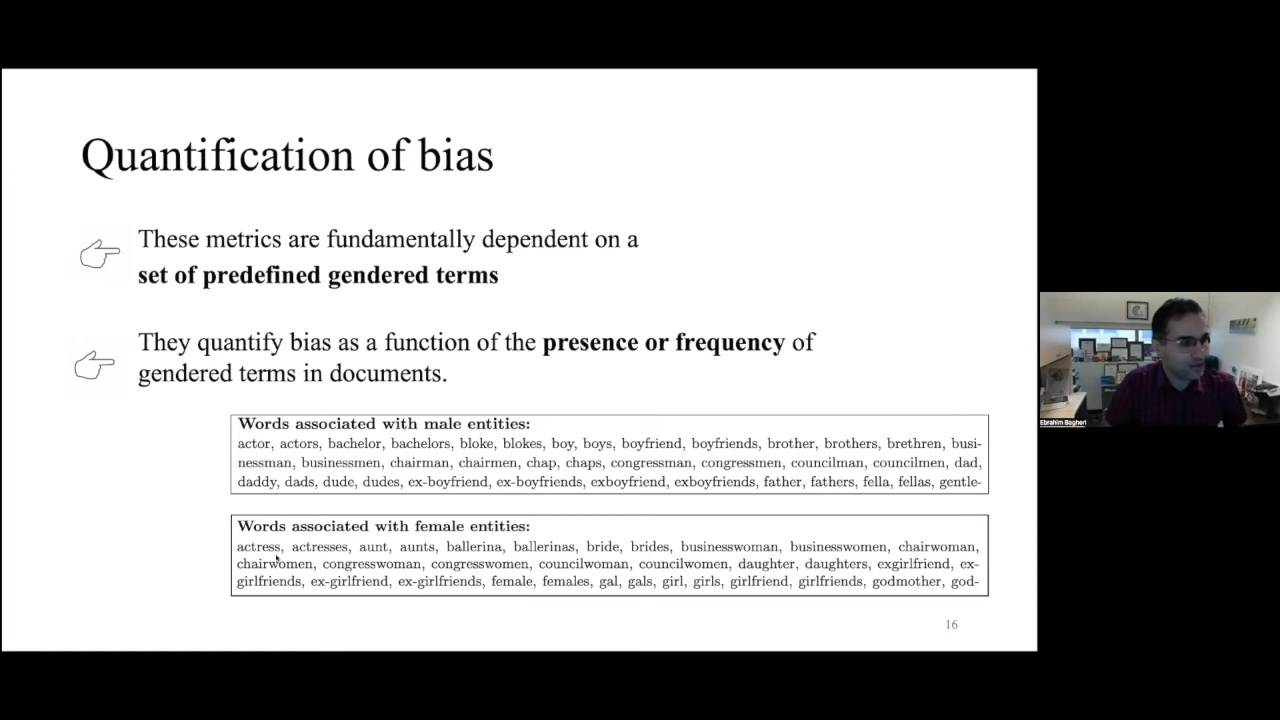 Quantification of bias
These metrics are fundamentally dependent on a
set of predefined gendered terms
They quantify bias as a function of the presence or frequency of
gendered terms in documents.
Words associated with male entities:
actor, actors, bachelor, bachelors, bloke, blokes, boy, boys, boyfriend, boyfriends, brother, brothers, brethren, busi-
nessman, businessmen, chairman, chairmen, chap, chaps, congressman, congressmen, councilman, councilmen, dad,
daddy, dads, dude, dudes, ex-boyfriend, ex-boyfriends, exboyfriend, exboyfriends, father, fathers, fella, fellas, gentle-
Words associated with female entities:
actress, actresses, aunt, aunts, ballerina, ballerinas, bride, brides, businesswoman, businesswomen, chairwoman,
chairwomen, congresswoman, congresswomen, councilwoman, councilwomen, daughter, daughters, exgirlfriend, ex-
girlfriends, ex-girlfriend, ex-girlfriends, female, females, gal, gals, girl, girls, girlfriend, girlfriends, godmother, god-
16
Ebrahim Bagheri